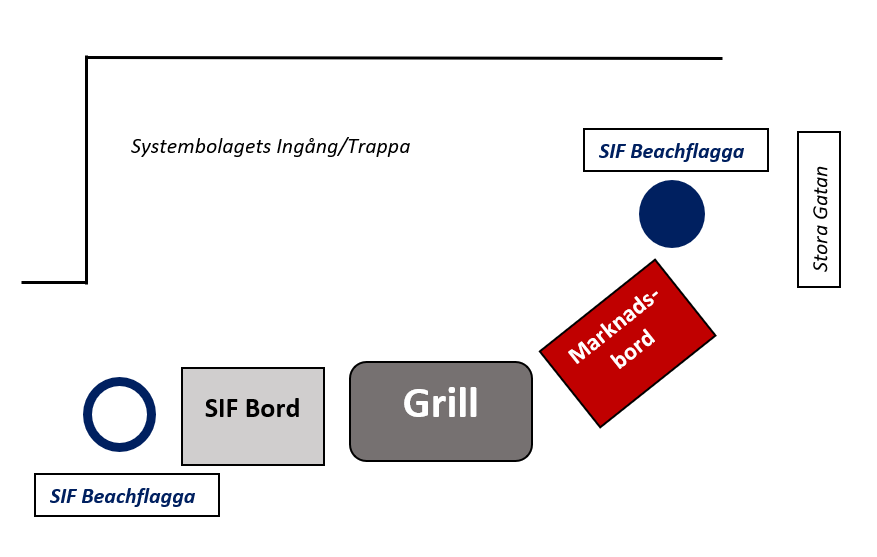 Systembolagets Ingång/Trappa
SIF Beachflagga
Stora Gatan
Marknads-
bord
SIF Bord
Grill
SIF Beachflagga